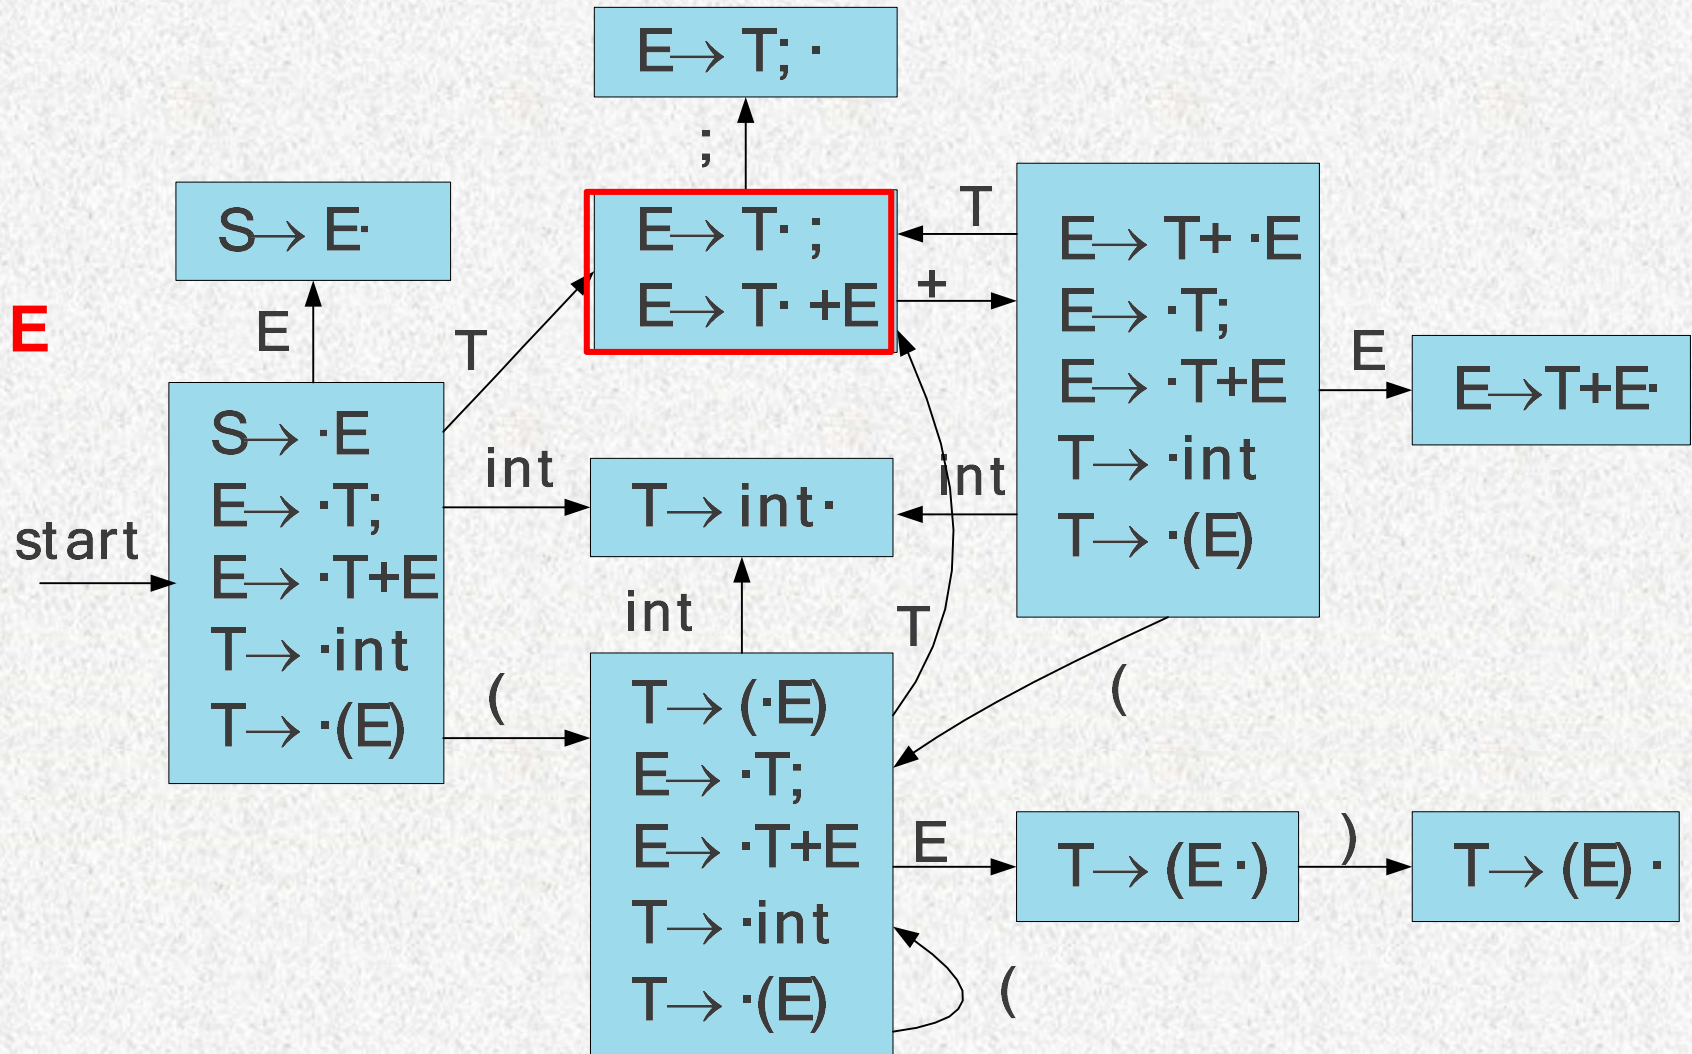 E→ T; ·
;
S→ E·
E→ T· ;
E→ T· +E
T
+
E→ T+ ·E
E→ ·T;
E→ ·T+E
T→ ·int
T→ ·(E)
E
E
T
E
E→T+E·
S→ ·E
E→ ·T;
E→ ·T+E
T→ ·int
T→ ·(E)
start
int
T→ int·
int
int
T
(
(
T→ (·E)
E→ ·T;
E→ ·T+E
T→ ·int
T→ ·(E)
E
T→ (E ·)
)
T→ (E) ·
(